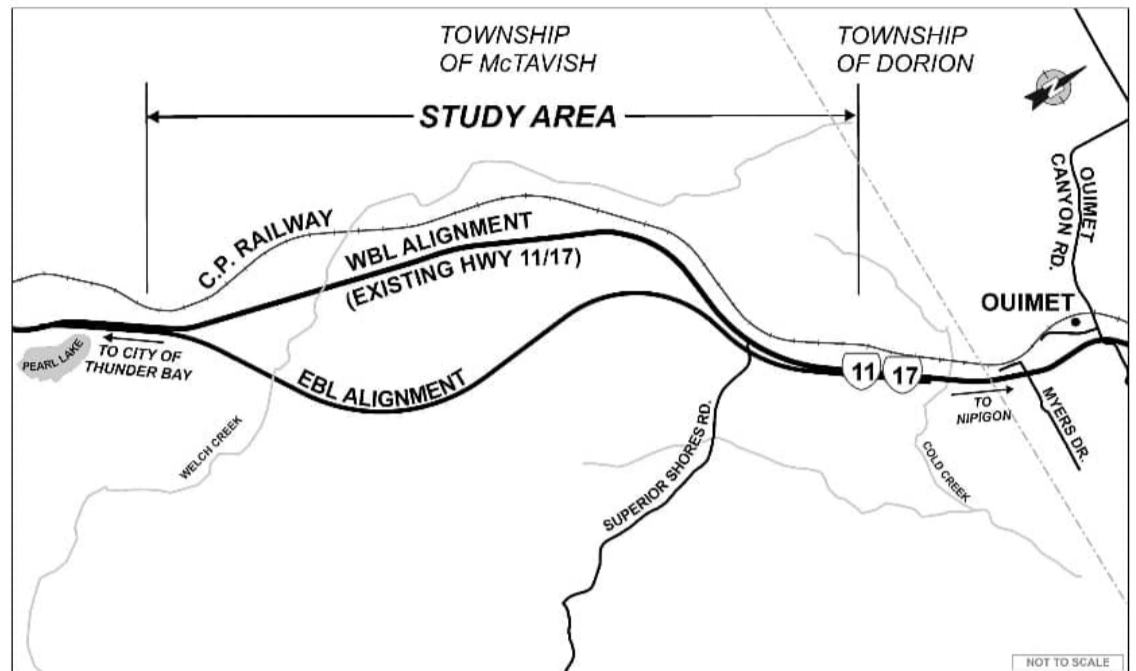 TOWNSHIP
OF McTAVISH
TOWNSHIP
OF DORION
N
STUDY AREA
OUIMET
CANYON RD.
C.P. RAILWAY
WBL ALIGNMENT
(EXISTING HWY 11/17)
OUIMET
PEARL LAKE
TO CITY OF
THUNDER BAY
EBL ALIGNMENT
11
17
TO
NIPIGON
MYERS DR.
WELCH CREEK
SUPERIOR SHORES RD.
COLD CREEK
NOT TO SCALE